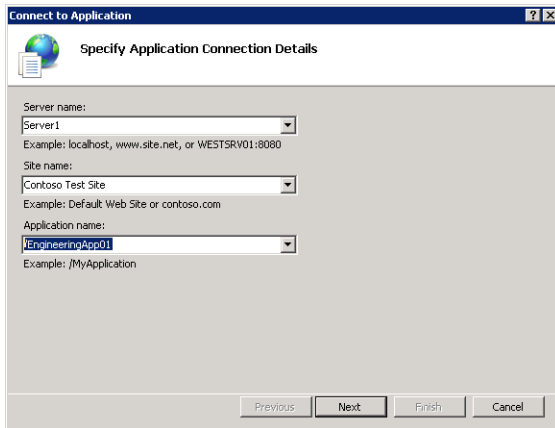 Connect to Application
Specify Application Connection Details
Server name:
Server1
Example: localhost, www.site.net, or WESTSRV01:8080
Site name:
Contoso Test Site
Example: Default Web Site or contoso.com
Application name:
/EngineeringApp01
Example: /MyApplication
Previous Next Finish Cancel